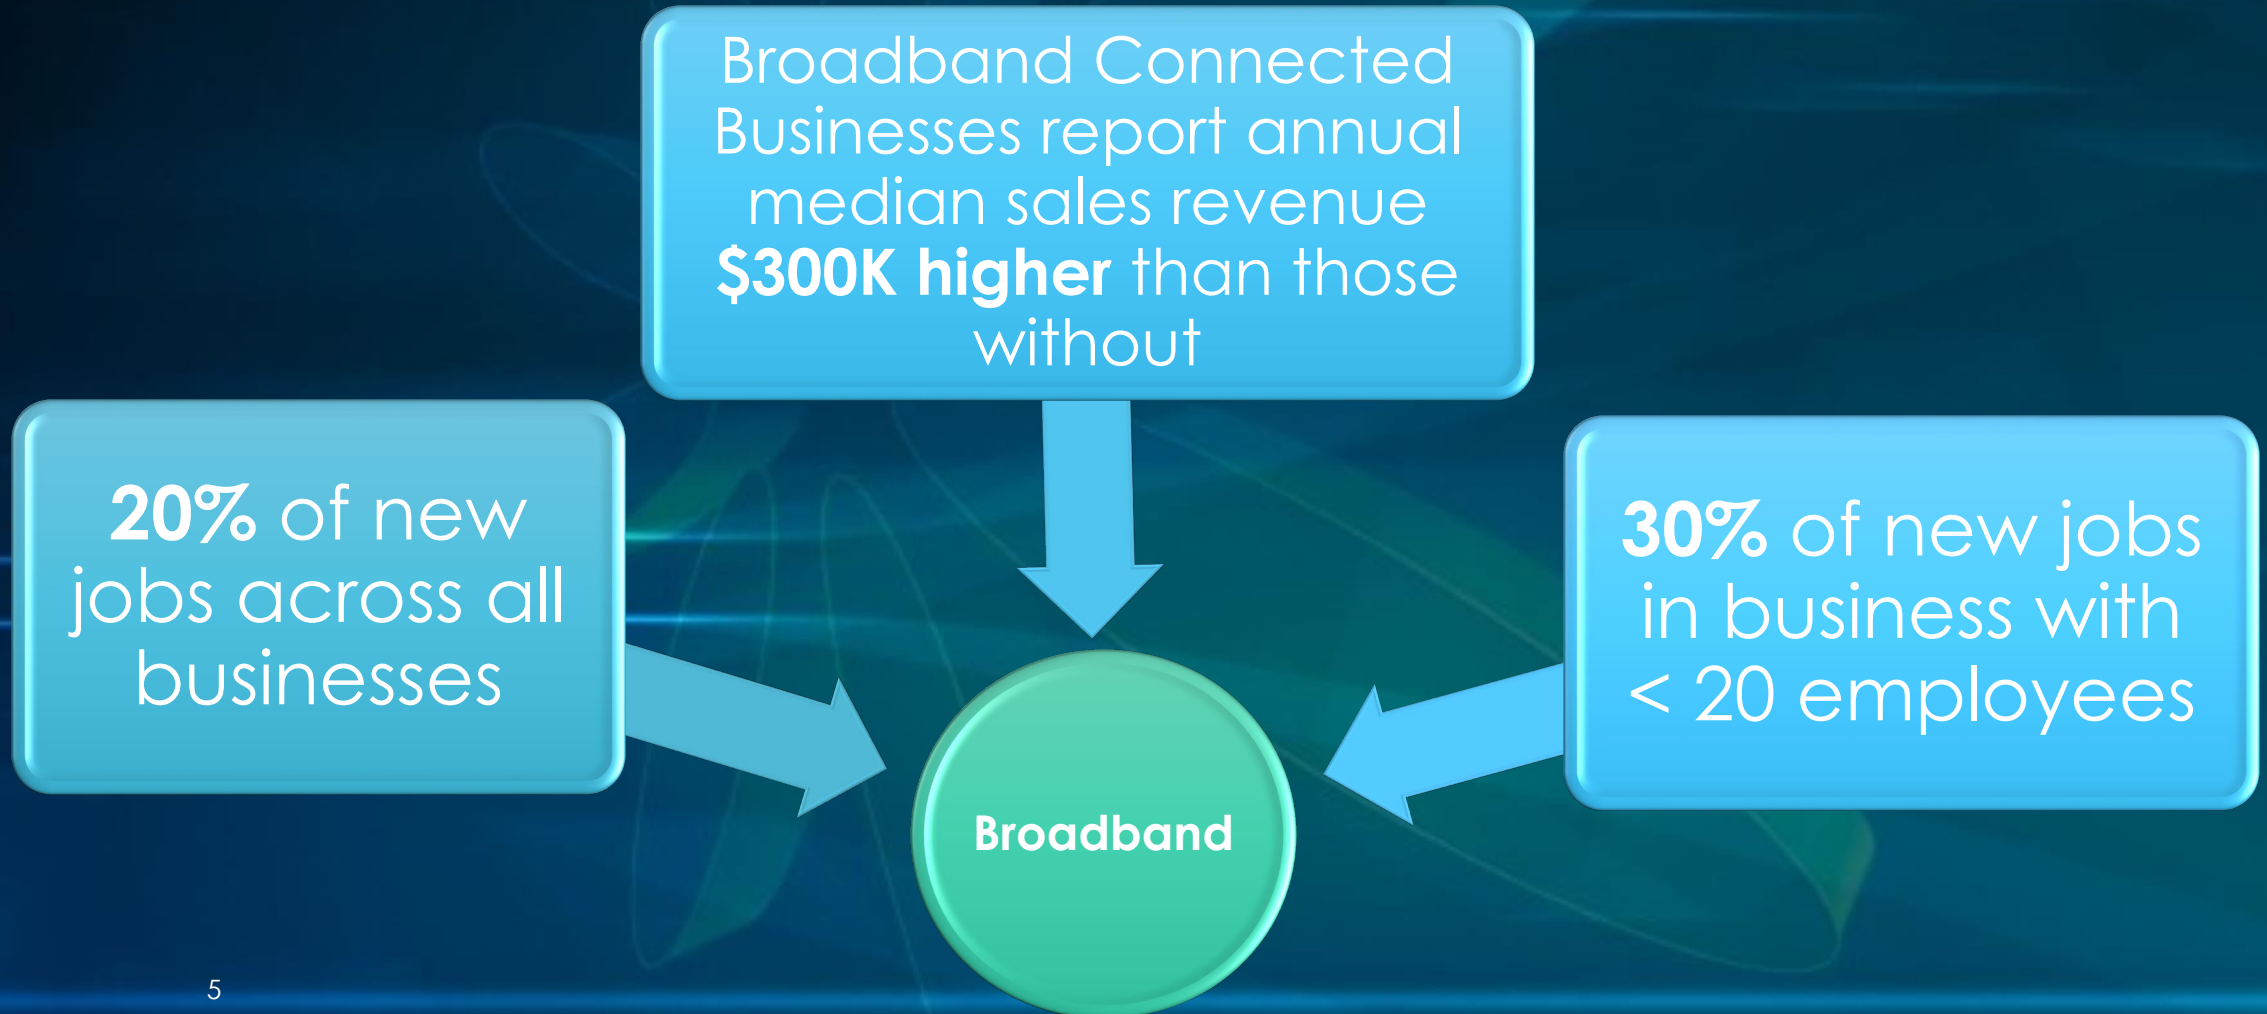 Broadband Connected
Businesses report annual
median sales revenue
$300K higher than those
without
20% of new
jobs across all
businesses
30% of new jobs
in business with
< 20 employees
Broadband
5